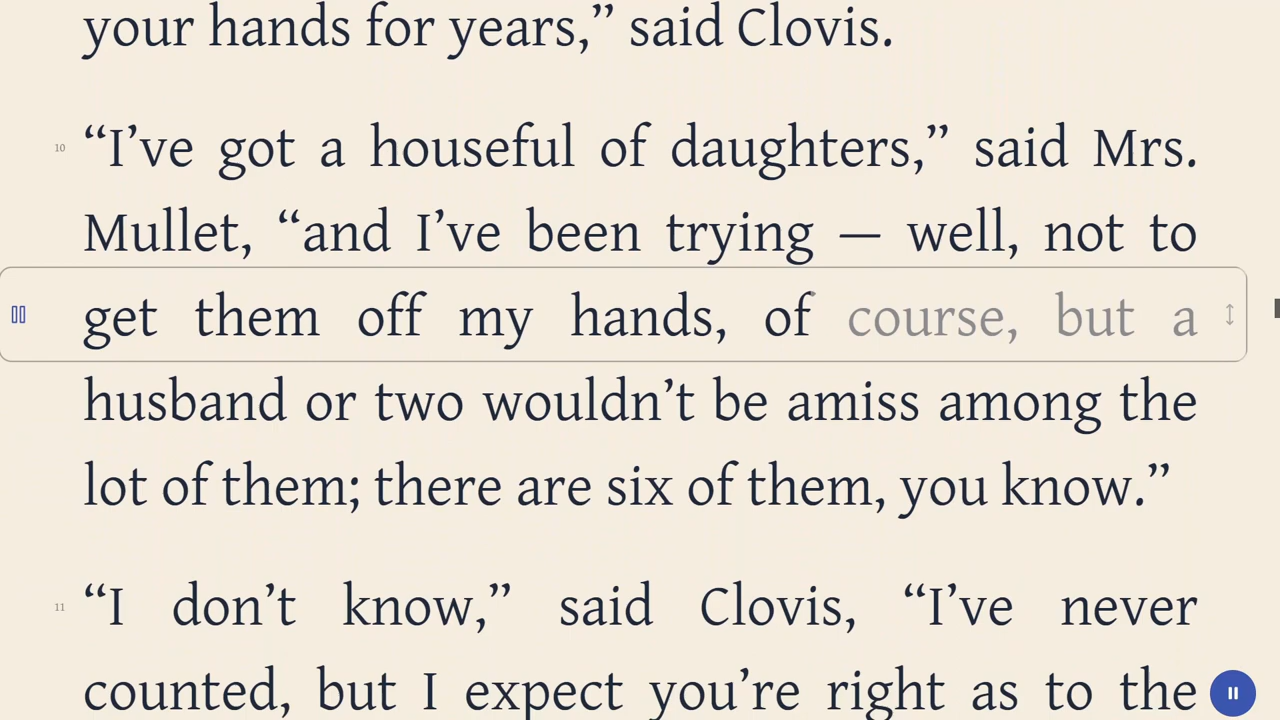 your hands for years,” said Clovis.
10 “I’ve got a houseful of daughters,” said Mrs.
Mullet, “and I’ve been trying — well, not to
get them off my hands, of course, but a
husband or two wouldn’t be amiss among the
lot of them; there are six of them, you know.”
11 “I don’t know,” said Clovis, “I’ve never
counted, but I expect you’re right as to the